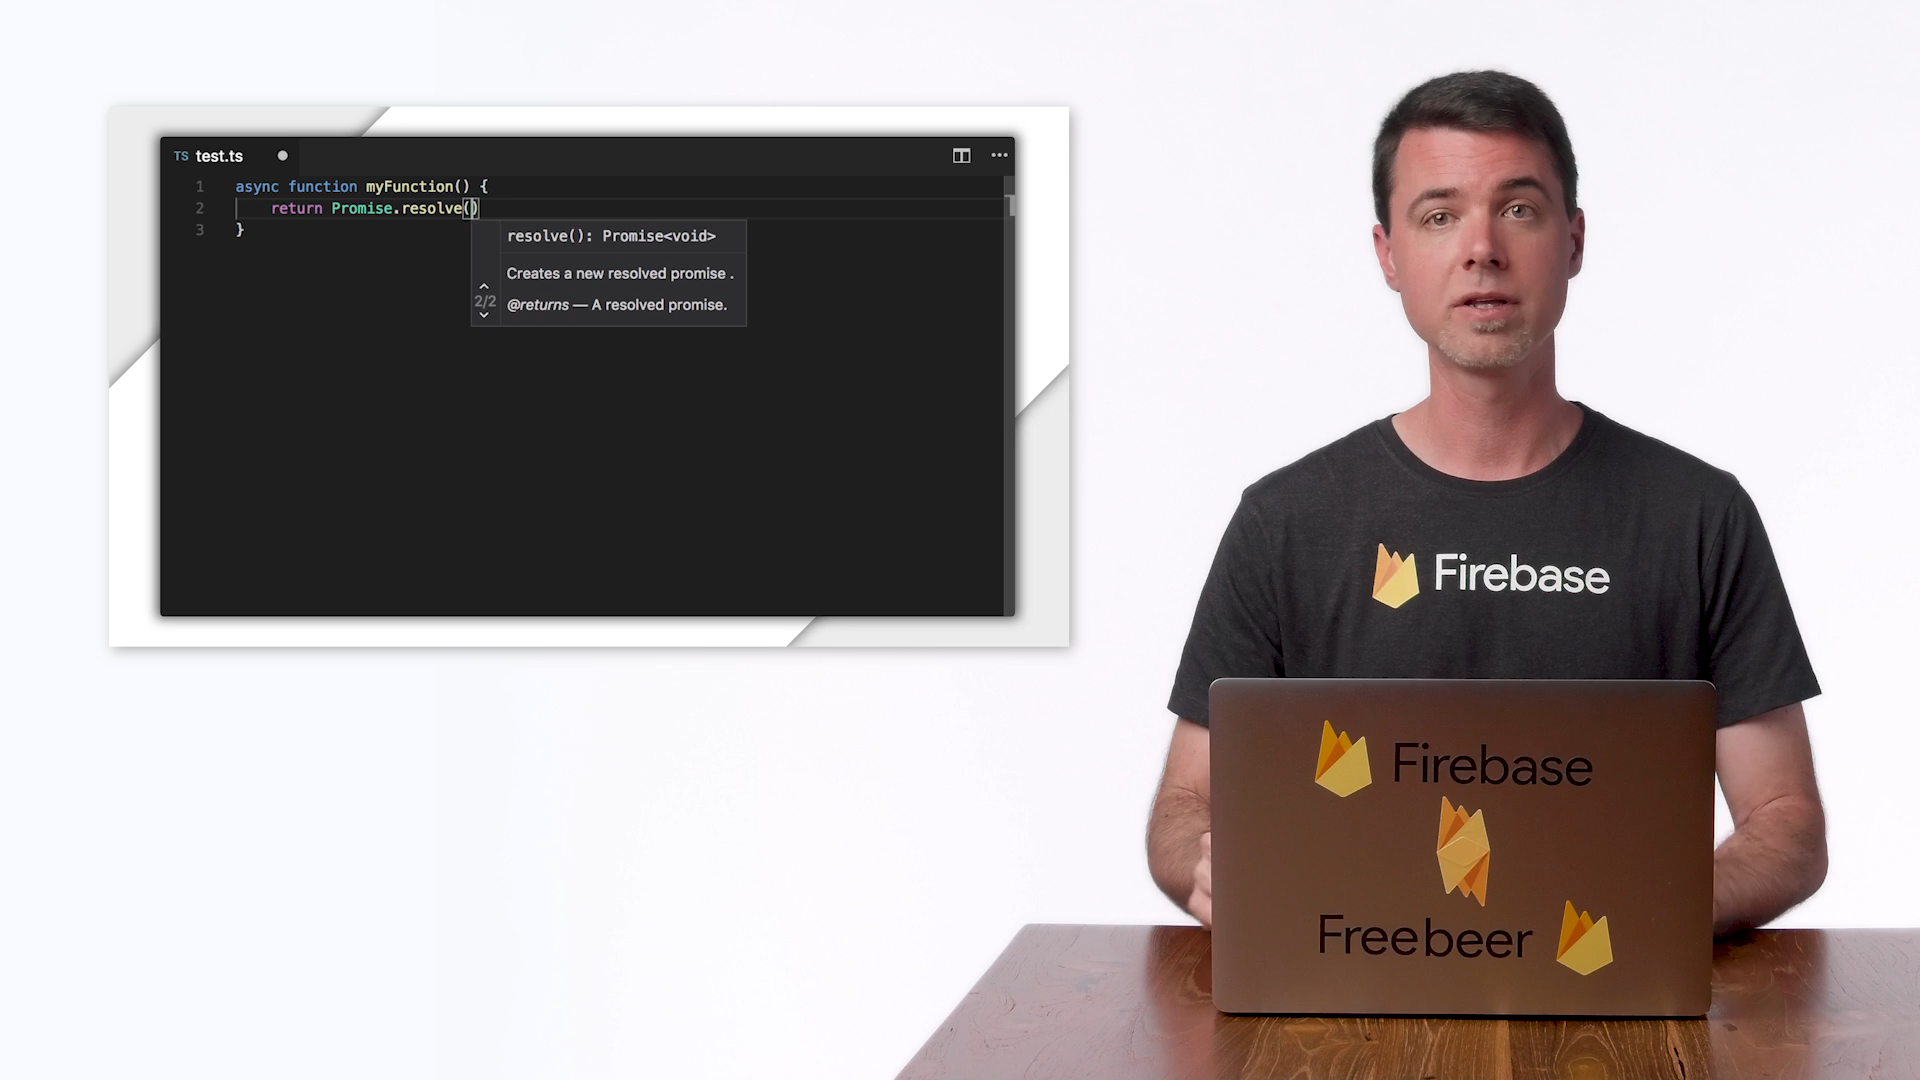 TS test.ts
1 async function myFunction() {
2 return Promise.resolve()
3 }
resolve(): Promise<void>
Creates a new resolved promise .
2/2
@returns — A resolved promise.
Firebase
Firebase
Freebeer